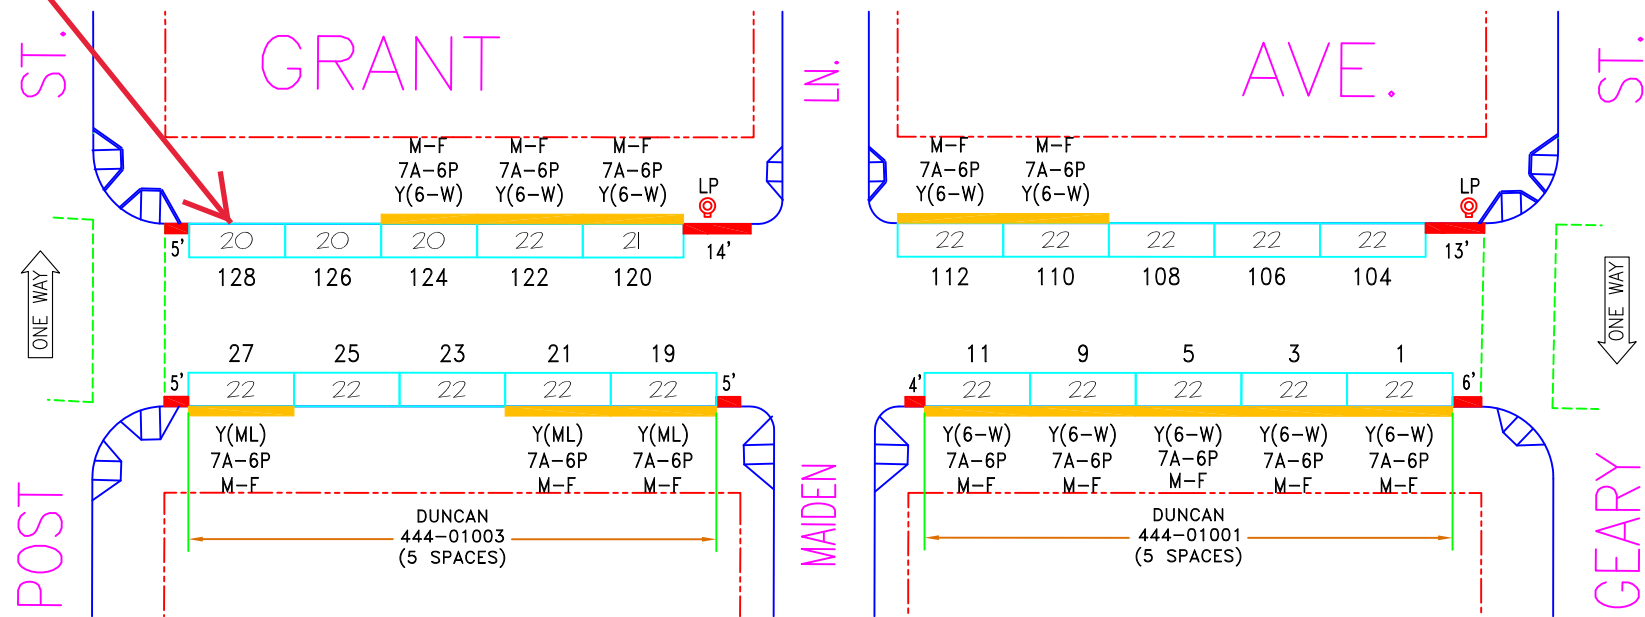 ST.
GRANT
LN.
AVE.
ST.
M-F M-F M-F
7A-6P 7A-6P 7A-6P
Y(6-W) Y(6-W) Y(6-W)
LP
M-F M-F
7A-6P 7A-6P
Y(6-W) Y(6-W)
LP
5' 20 20 20 22 21 14'
128 126 124 122 120
22 22 22 22 22 13'
112 110 108 106 104
ONE WAY
ONE WAY
27 25 23 21 19
5' 22 22 22 22 22 5'
11 9 5 3 1
4' 22 22 22 22 22 6'
Y(ML) Y(ML) Y(ML)
7A-6P 7A-6P 7A-6P
M-F M-F M-F
Y(6-W) Y(6-W) Y(6-W) Y(6-W) Y(6-W)
7A-6P 7A-6P 7A-6P 7A-6P 7A-6P
M-F M-F M-F M-F M-F
POST
DUNCAN
444-01003
(5 SPACES)
MAIDEN
DUNCAN
444-01001
(5 SPACES)
GEARY